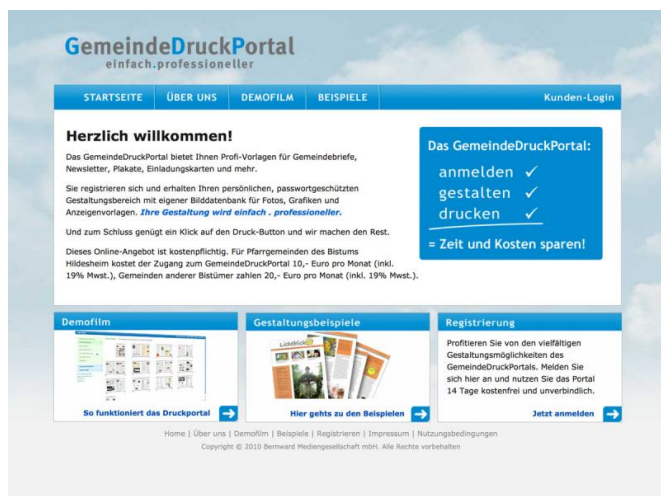 GemeindeDruckPortal
einfach.professioneller
STARTSEITE ÜBER UNS DEMOFILM BEISPIELE Kunden-Login
Herzlich willkommen!
Das GemeindeDruckPortal bietet Ihnen Profi-Vorlagen für Gemeindebriefe,
Newsletter, Plakate, Einladungskarten und mehr.
Sie registrieren sich und erhalten Ihren persönlichen, passwortgeschützten
Gestaltungsbereich mit eigener Bilddatenbank für Fotos, Grafiken und
Anzeigenvorlagen. Ihre Gestaltung wird einfach . professioneller.
Und zum Schluss genügt ein Klick auf den Druck-Button und wir machen den Rest.
Dieses Online-Angebot ist kostenpflichtig. Für Pfarrgemeinden des Bistums
Hildesheim kostet der Zugang zum GemeindeDruckPortal 10,- Euro pro Monat (inkl.
19% Mwst.), Gemeinden anderer Bistümer zahlen 20,- Euro pro Monat (inkl. 19% Mwst.).
Das GemeindeDruckPortal:
anmelden ✓
gestalten ✓
drucken ✓
= Zeit und Kosten sparen!
Demofilm
So funktioniert das Druckportal
Gestaltungsbeispiele
Lichtblick
Hier gehts zu den Beispielen
Registrierung
Profitieren Sie von den vielfältigen
Gestaltungsmöglichkeiten des
GemeindeDruckPortals. Melden Sie
sich hier an und nutzen Sie das Portal
14 Tage kostenfrei und unverbindlich.
Jetzt anmelden
Home | Über uns | Demofilm | Beispiele | Registrieren | Impressum | Nutzungsbedingungen
Copyright © 2010 Bernward Mediengesellschaft mbH. Alle Rechte vorbehalten